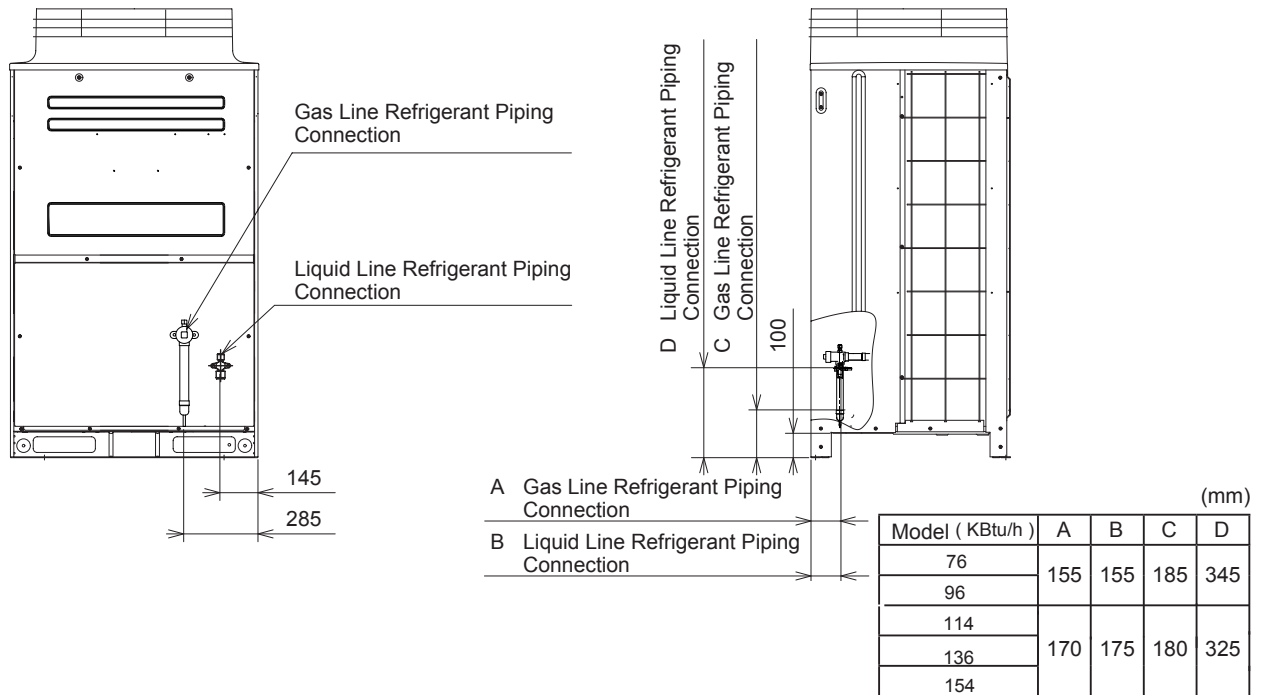 Gas Line Refrigerant Piping
Connection
Liquid Line Refrigerant Piping
Connection
145
285
D Liquid Line Refrigerant Piping
Connection
C Gas Line Refrigerant Piping
Connection
100
A Gas Line Refrigerant Piping
Connection
B Liquid Line Refrigerant Piping
Connection
(mm)
Model ( KBtu/h ) A B C D
76
155 155 185 345
96
114
136 170 175 180 325
154